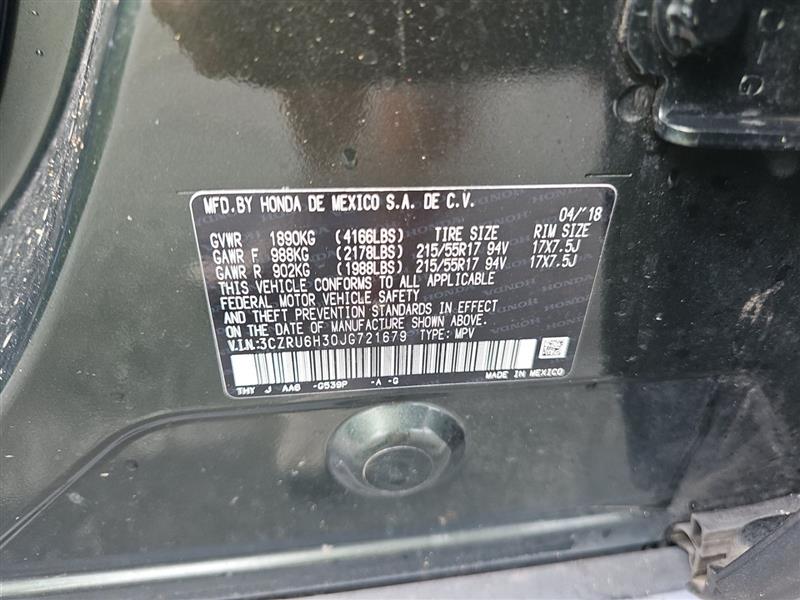 MFD. BY HONDA DE MEXICO S.A. DE C.V.
04/'18
GVWR 1890KG (4166LBS) TIRE SIZE RIM SIZE
GAWR F 988KG (2178LBS) 215/55R17 94V 17X7.5J
GAWR R 902KG (1988LBS) 215/55R17 94V 17X7.5J
THIS VEHICLE CONFORMS TO ALL APPLICABLE
FEDERAL MOTOR VEHICLE SAFETY
AND THEFT PREVENTION STANDARDS IN EFFECT
ON THE DATE OF MANUFACTURE SHOWN ABOVE.
V.I.N:3CZRU6H30JG721679 TYPE: MPV
TMY J AA6 -G539P -A -G MADE IN MEXICO